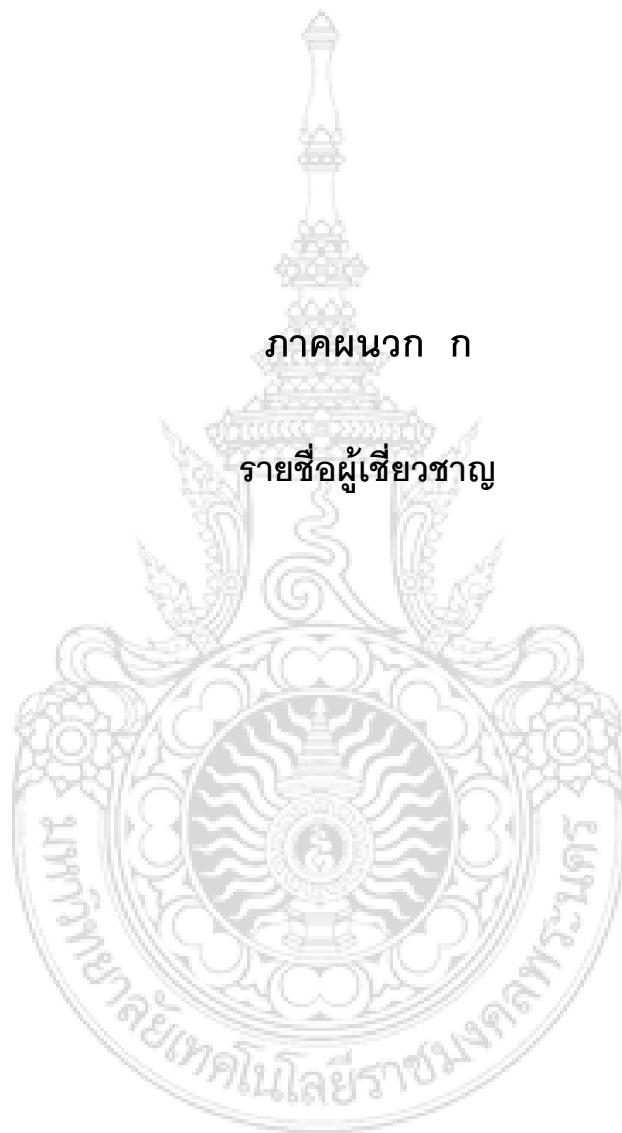 ภาคผนวก ก
รายชื่อผู้เชี่ยวชาญ
มหาวิทยาลัยเทคโนโลยีราชมงคลพระนคร